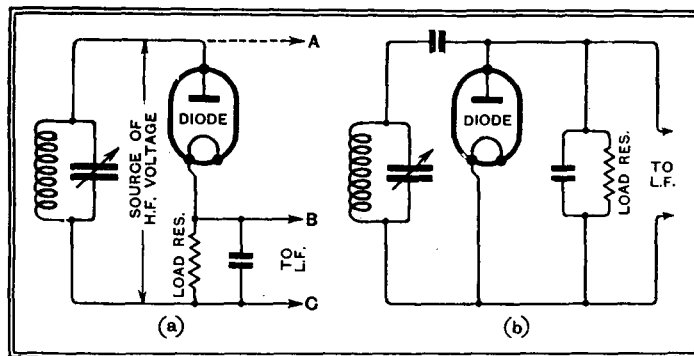 A
DIODE
SOURCE OF
H.F. VOLTAGE
B
LOAD RES.
TO
L.F.
C
(a)
DIODE
LOAD RES.
TO
L.F.
(b)